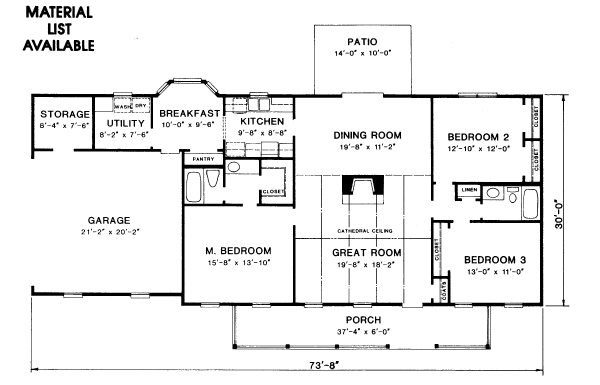 MATERIAL
LIST
AVAILABLE
PATIO
14'-0" x 10'-0"
STORAGE
8'-4" x 7'-6"
WASH
DRY
UTILITY
8'-2" x 7'-6"
BREAKFAST
10'-0" x 9'-6"
KITCHEN
9'-8" x 8'-8"
DINING ROOM
19'-8" x 11'-2"
BEDROOM 2
12'-10" x 12'-0"
CLOSET
CLOSET
PANTRY
CLOSET
LINEN
GARAGE
21'-2" x 20'-2"
M. BEDROOM
15'-8" x 13'-10"
CATHEDRAL CEILING
GREAT ROOM
19'-8" x 18'-2"
CLOSET
COATS
BEDROOM 3
13'-0" x 11'-0"
30'-0"
PORCH
37'-4" x 6'-0"
73'-8"